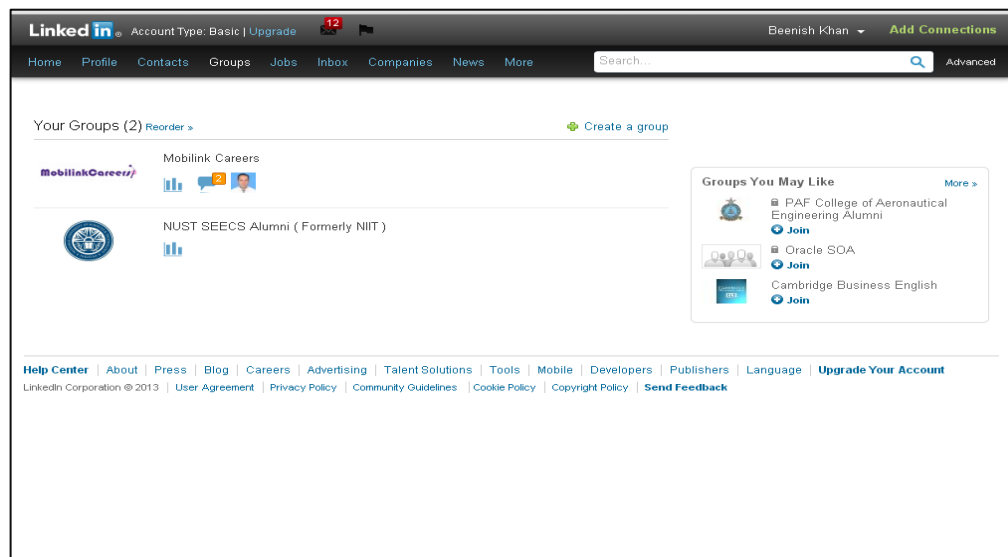 Linked in ® Account Type: Basic | Upgrade 12 Beenish Khan Add Connections
Home Profile Contacts Groups Jobs Inbox Companies News More Search... Advanced
Your Groups (2) Reorder » Create a group
Mobilink Careers
MobilinkCareers
2
Groups You May Like More »
PAF College of Aeronautical
Engineering Alumni
Join
NUST SEECS Alumni ( Formerly NIIT )
Oracle SOA
Join
Cambridge Business English
Join
Help Center | About | Press | Blog | Careers | Advertising | Talent Solutions | Tools | Mobile | Developers | Publishers | Language | Upgrade Your Account
LinkedIn Corporation © 2013 | User Agreement | Privacy Policy | Community Guidelines | Cookie Policy | Copyright Policy | Send Feedback